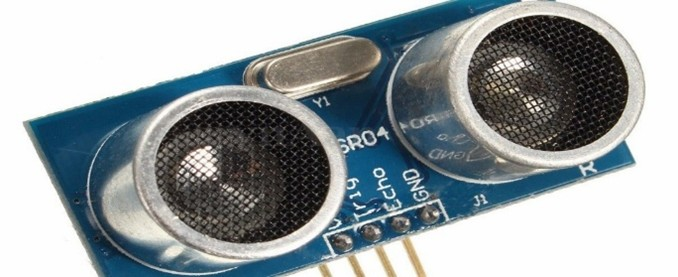 Y1
SR04
Trig
Echo
GND
J1
R